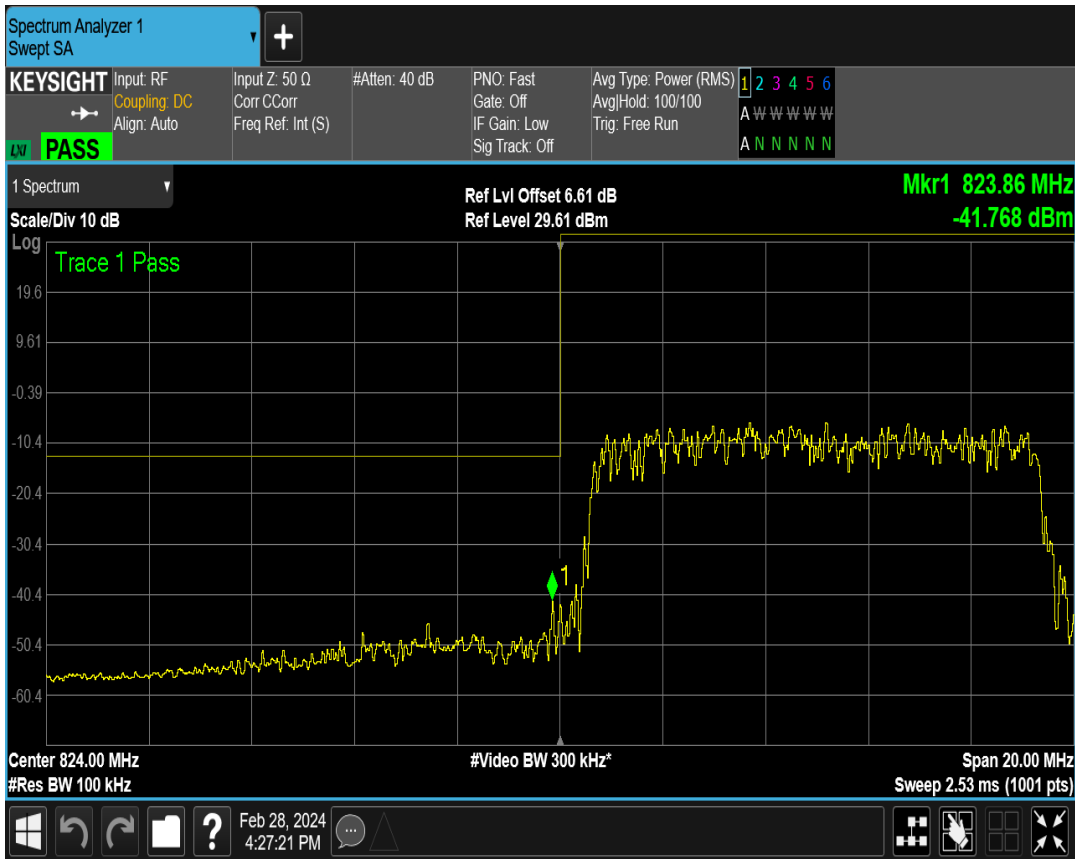 Spectrum Analyzer 1
Swept SA
+
KEYSIGHT
LXI PASS
Input: RF
Coupling: DC
Align: Auto
Input Z: 50 Ω
Corr CCorr
Freq Ref: Int (S)
#Atten: 40 dB
PNO: Fast
Gate: Off
IF Gain: Low
Sig Track: Off
Avg Type: Power (RMS)
Avg|Hold: 100/100
Trig: Free Run
1 2 3 4 5 6
A W W W W W
A N N N N N
1 Spectrum
Scale/Div 10 dB
Ref Lvl Offset 6.61 dB
Ref Level 29.61 dBm
Mkr1 823.86 MHz
-41.768 dBm
Log
Trace 1 Pass
19.6
9.61
-0.39
-10.4
-20.4
-30.4
1
-40.4
-50.4
-60.4
Center 824.00 MHz
#Res BW 100 kHz
#Video BW 300 kHz*
Span 20.00 MHz
Sweep 2.53 ms (1001 pts)
?
Feb 28, 2024
4:27:21 PM